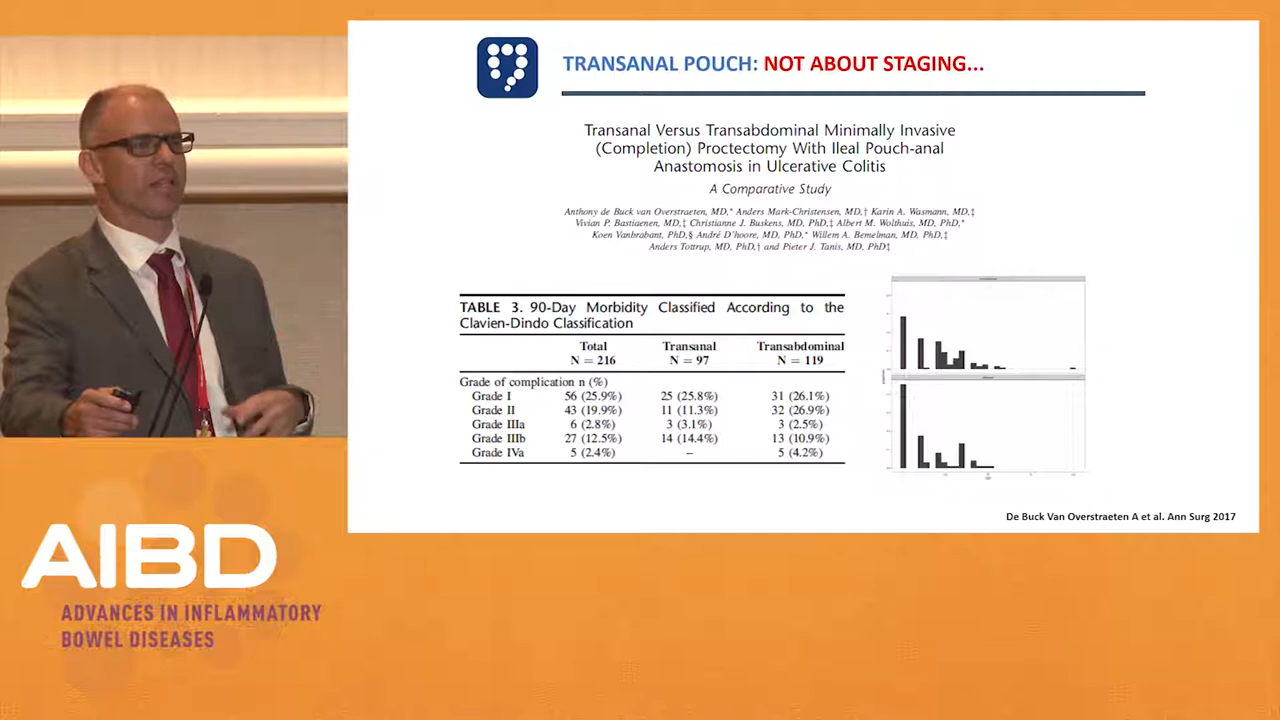 TRANSANAL POUCH: NOT ABOUT STAGING...
Transanal Versus Transabdominal Minimally Invasive
(Completion) Proctectomy With Ileal Pouch-anal
Anastomosis in Ulcerative Colitis
A Comparative Study
Anthony de Buck van Overstraeten, MD,* Anders Mark-Christensen, MD,† Karin A. Wasmann, MD,‡
Vivian P. Bastiaenen, MD,‡ Christianne J. Buskens, MD, PhD,‡ Albert M. Wolthuis, MD, PhD,*
Koen Vanbrabant, PhD,§ André D'hoore, MD, PhD,* Willem A. Bemelman, MD, PhD,‡
Anders Tottrup, MD, PhD,† and Pieter J. Tanis, MD, PhD‡
TABLE 3. 90-Day Morbidity Classified According to the
Clavien-Dindo Classification
Total Transanal Transabdominal
N = 216 N = 97 N = 119
Grade of complication n (%)
Grade I 56 (25.9%) 25 (25.8%) 31 (26.1%)
Grade II 43 (19.9%) 11 (11.3%) 32 (26.9%)
Grade IIIa 6 (2.8%) 3 (3.1%) 3 (2.5%)
Grade IIIb 27 (12.5%) 14 (14.4%) 13 (10.9%)
Grade IVa 5 (2.4%) – 5 (4.2%)
De Buck Van Overstraeten A et al. Ann Surg 2017
AIBD
ADVANCES IN INFLAMMATORY
BOWEL DISEASES